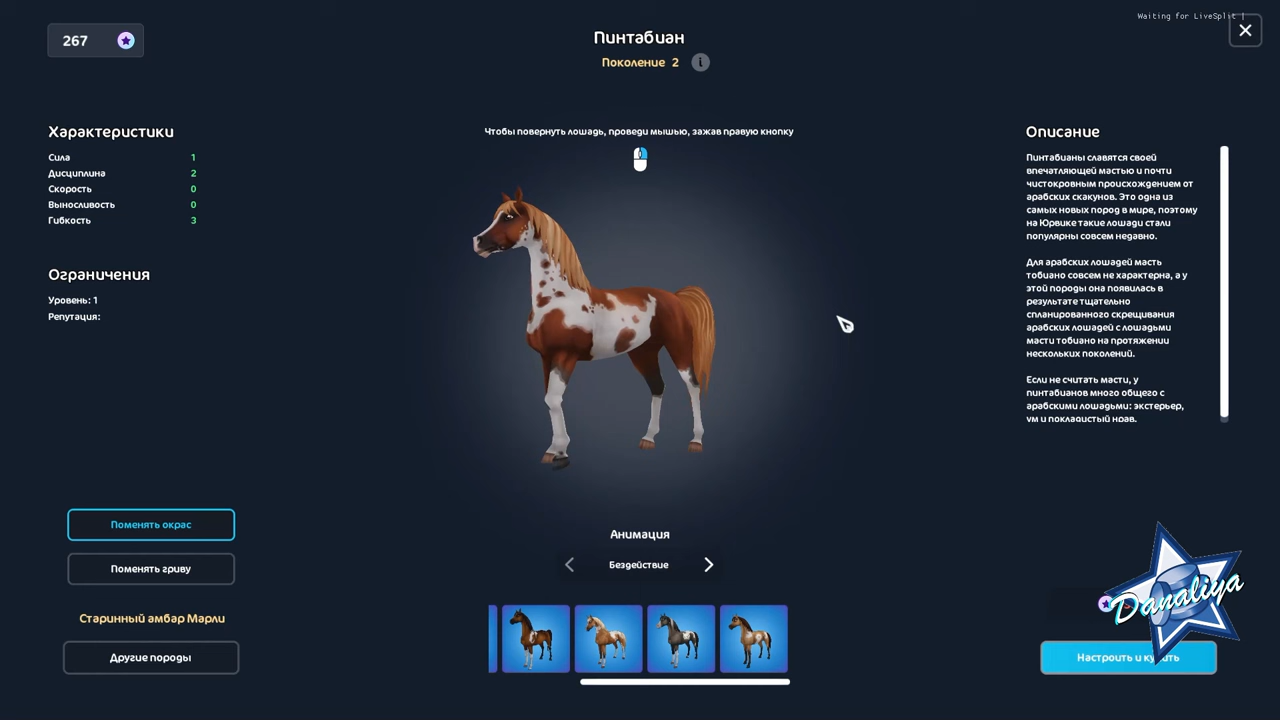 Waiting for LiveSplit |
267
Пинтабиан
Поколение 2
i
Характеристики
Сила 1
Дисциплина 2
Скорость 0
Выносливость 0
Гибкость 3
Ограничения
Уровень: 1
Репутация:
Чтобы повернуть лошадь, проведи мышью, зажав правую кнопку
Описание
Пинтабианы славятся своей
впечатляющей мастью и почти
чистокровным происхождением от
арабских скакунов. Это одна из
самых новых пород в мире, поэтому
на Юрвике такие лошади стали
популярны совсем недавно.
Для арабских лошадей масть
тобиано совсем не характерна, а у
этой породы она появилась в
результате тщательно
спланированного скрещивания
арабских лошадей с лошадьми
масти тобиано на протяжении
нескольких поколений.
Если не считать масти, у
пинтабианов много общего с
арабскими лошадьми: экстерьер,
ум и покладистый нрав.
Поменять окрас
Поменять гриву
Старинный амбар Марли
Другие породы
Анимация
Бездействие
Danaliya
Настроить и купить